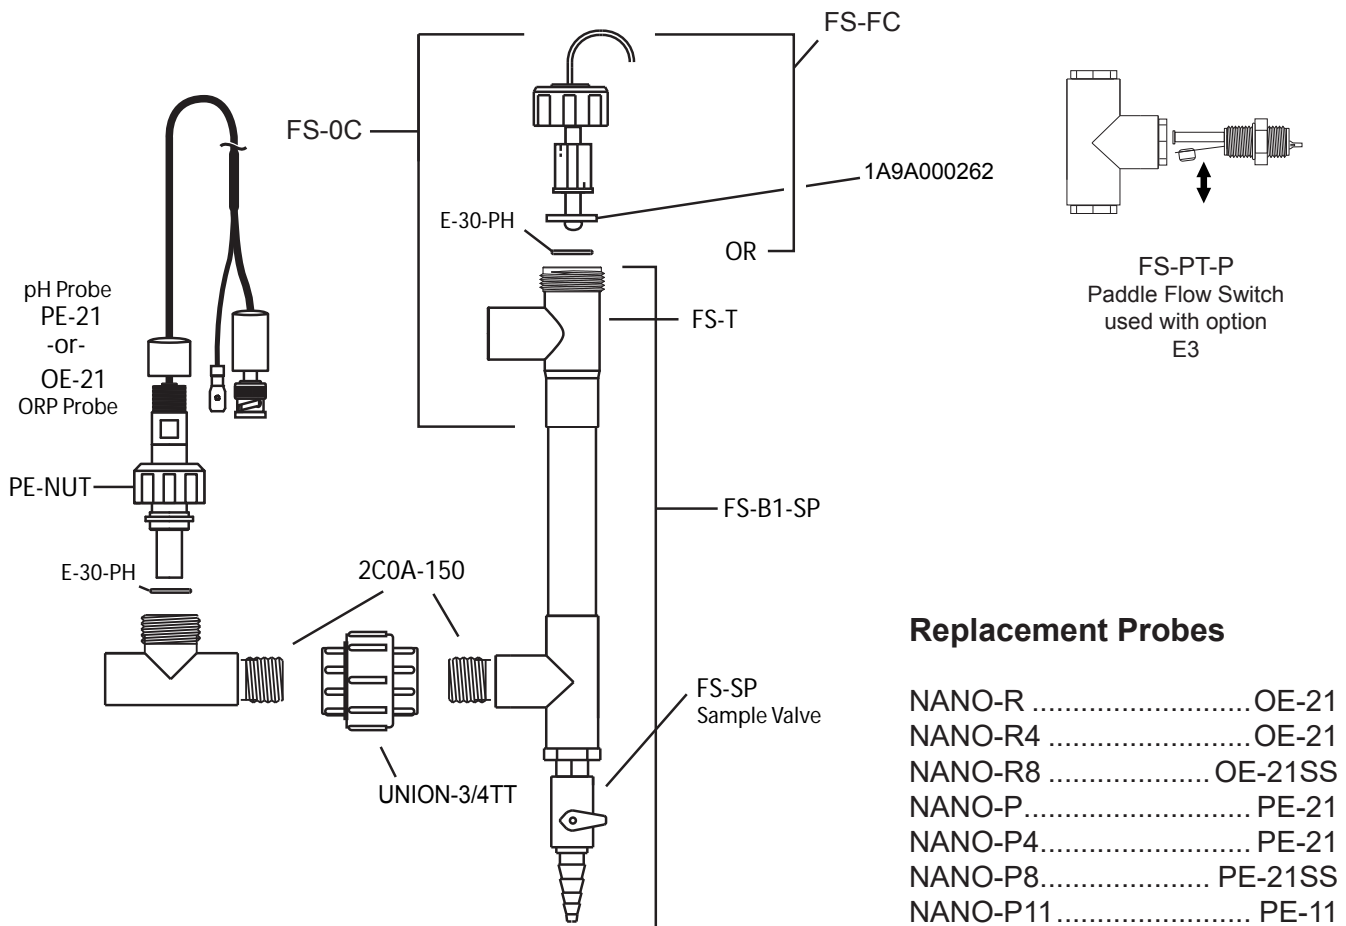 FS-FC
FS-0C
1A9A000262
E-30-PH
OR
FS-T
FS-PT-P
Paddle Flow Switch
used with option
E3
pH Probe
PE-21
-or-
OE-21
ORP Probe
PE-NUT
E-30-PH
2C0A-150
FS-B1-SP
FS-SP
Sample Valve
UNION-3/4TT
Replacement Probes
NANO-R ........................... OE-21
NANO-R4 ......................... OE-21
NANO-R8 .................... OE-21SS
NANO-P............................ PE-21
NANO-P4.......................... PE-21
NANO-P8..................... PE-21SS
NANO-P11........................ PE-11